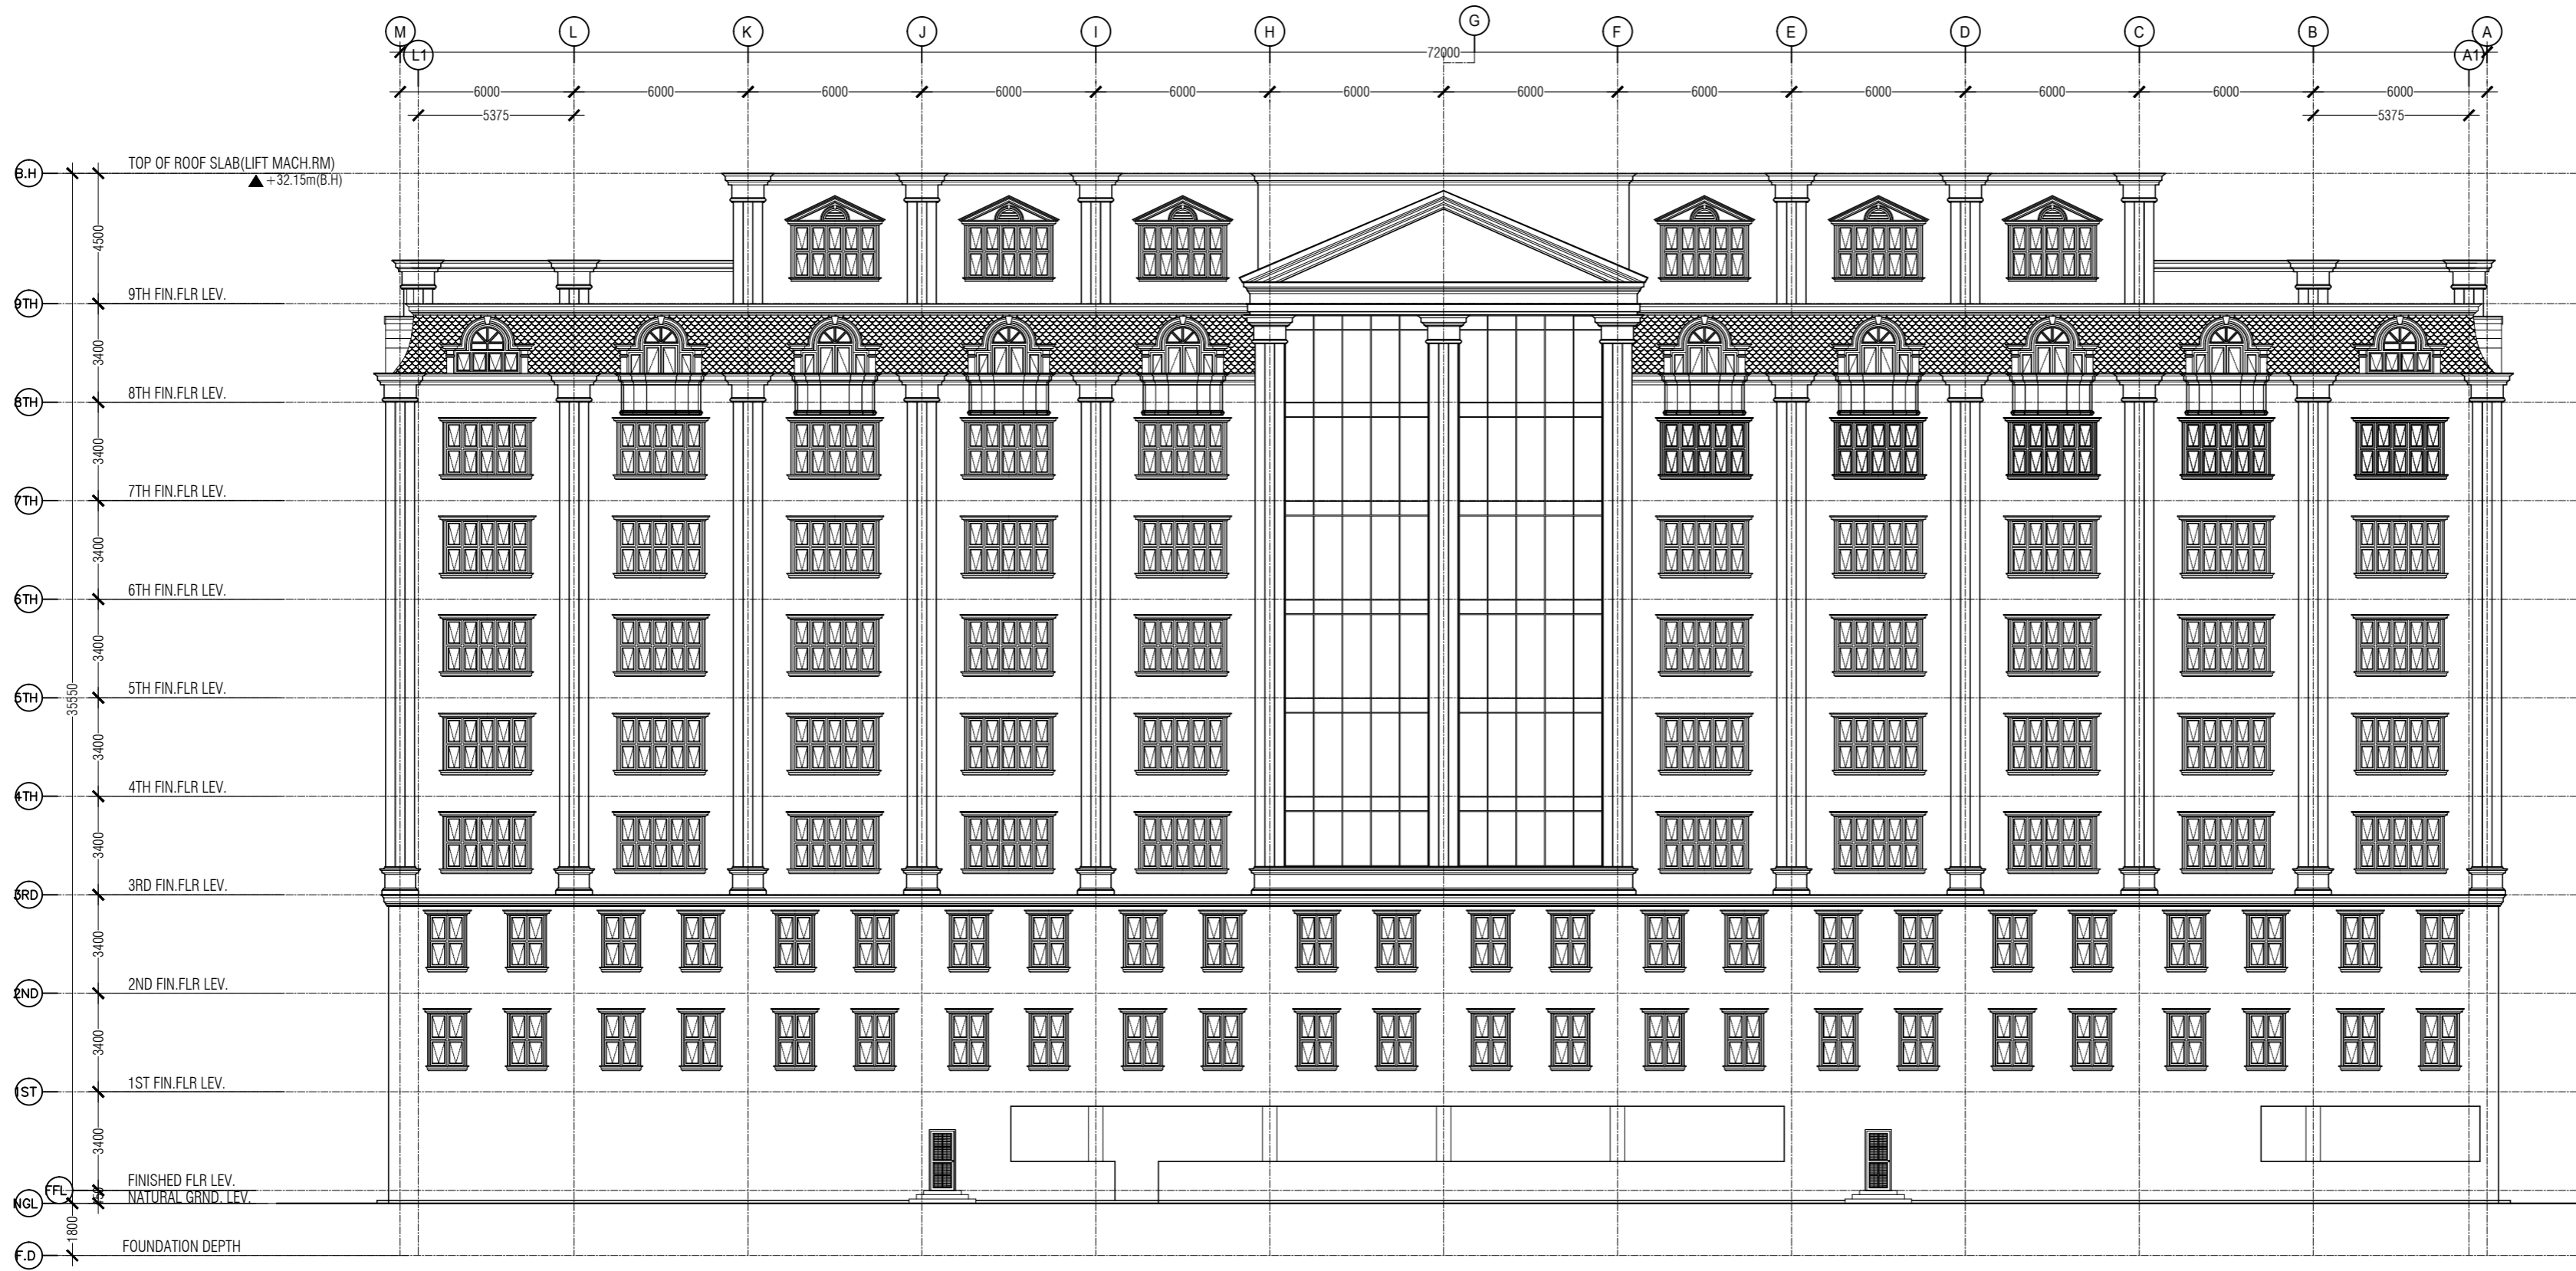 M L K J I H G F E D C B A
L1 A1
72000
6000 6000 6000 6000 6000 6000 6000 6000 6000 6000 6000 6000
5375 5375
B.H TOP OF ROOF SLAB(LIFT MACH.RM)
+32.15m(B.H)
4500
9TH 9TH FIN.FLR LEV.
3400
8TH 8TH FIN.FLR LEV.
3400
7TH 7TH FIN.FLR LEV.
3400
6TH 6TH FIN.FLR LEV.
3400
35550
5TH 5TH FIN.FLR LEV.
3400
4TH 4TH FIN.FLR LEV.
3400
3RD 3RD FIN.FLR LEV.
3400
2ND 2ND FIN.FLR LEV.
3400
1ST 1ST FIN.FLR LEV.
3400
FFL FINISHED FLR LEV.
NGL NATURAL GRND. LEV.
1800
F.D FOUNDATION DEPTH